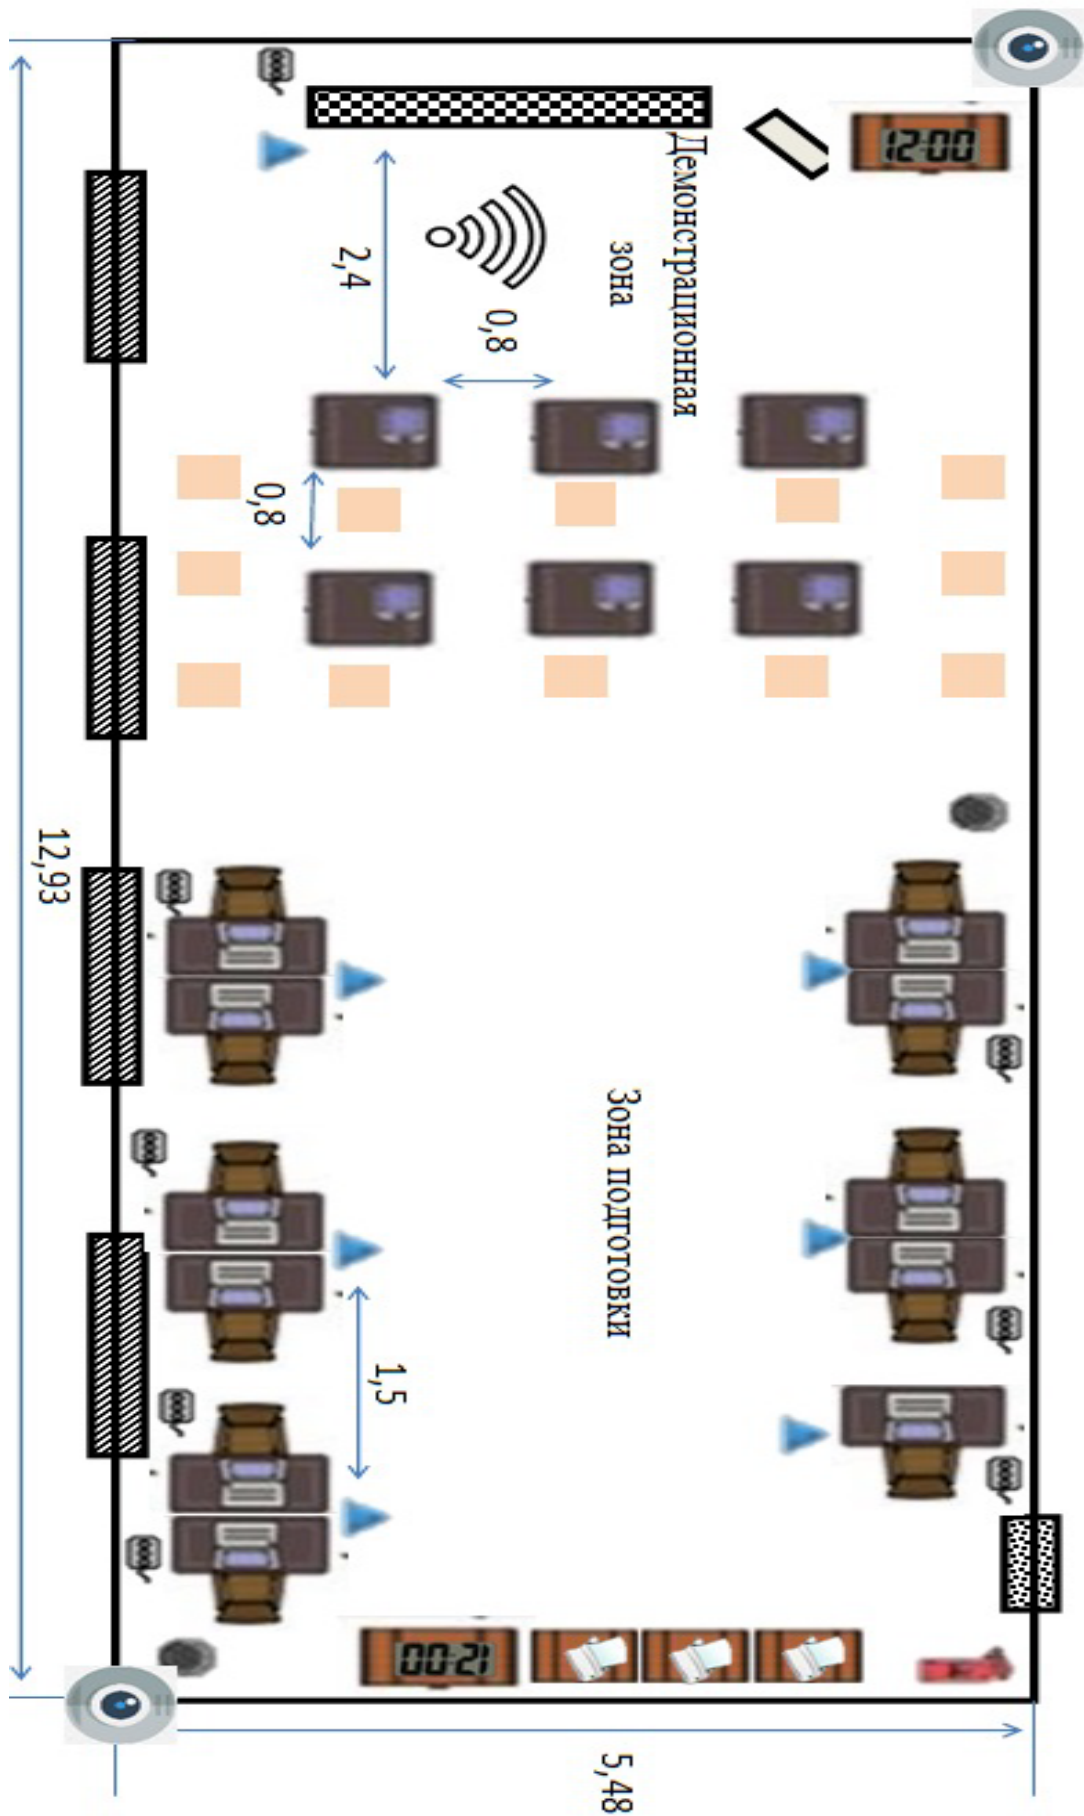 12:00
Демонстрационная
зона
2,4
0,8
0,8
12,93
Зона подготовки
1,5
12:00
5,48